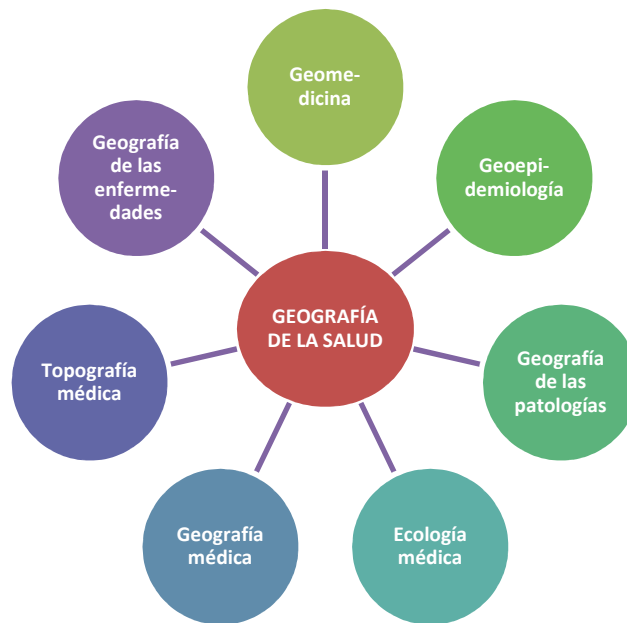 Geome-
dicina
Geoepi-
demiología
Geografía
de las
patologías
Ecología
médica
Geografía
médica
Topografía
médica
Geografía
de las
enferme-
dades
GEOGRAFÍA
DE LA SALUD